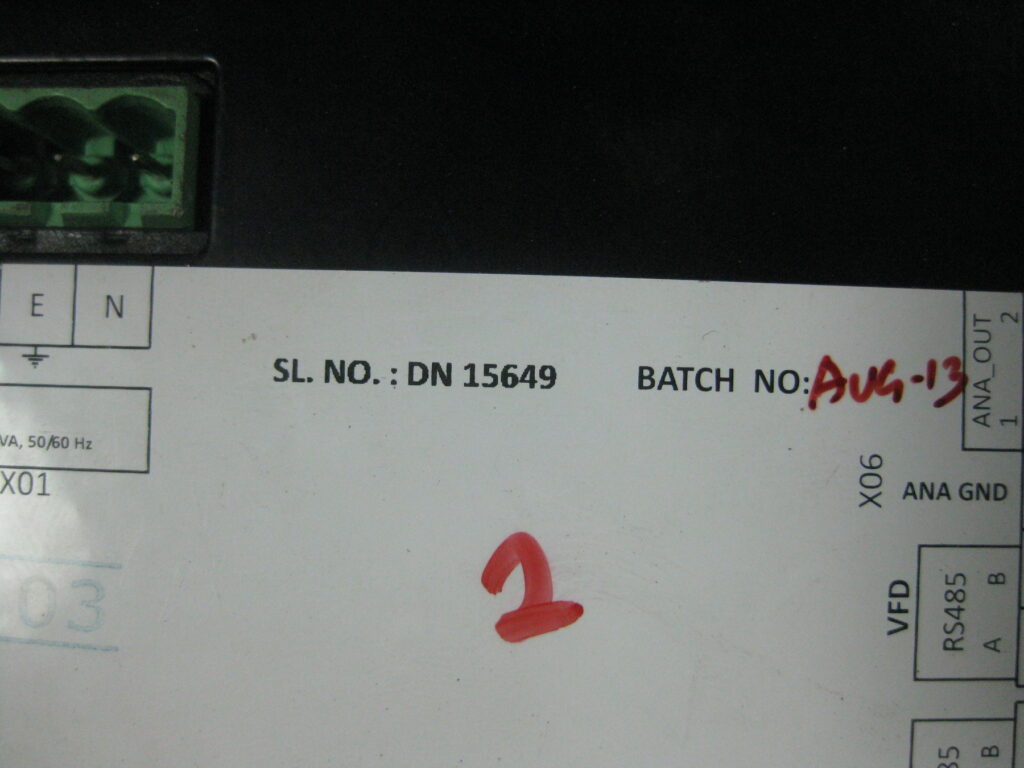 E N
SL. NO. : DN 15649 BATCH NO: AUG-13
VA, 50/60 Hz
X01
03
1
ANA_OUT
1 2
X06
ANA GND
VFD
RS485
A B
85
B